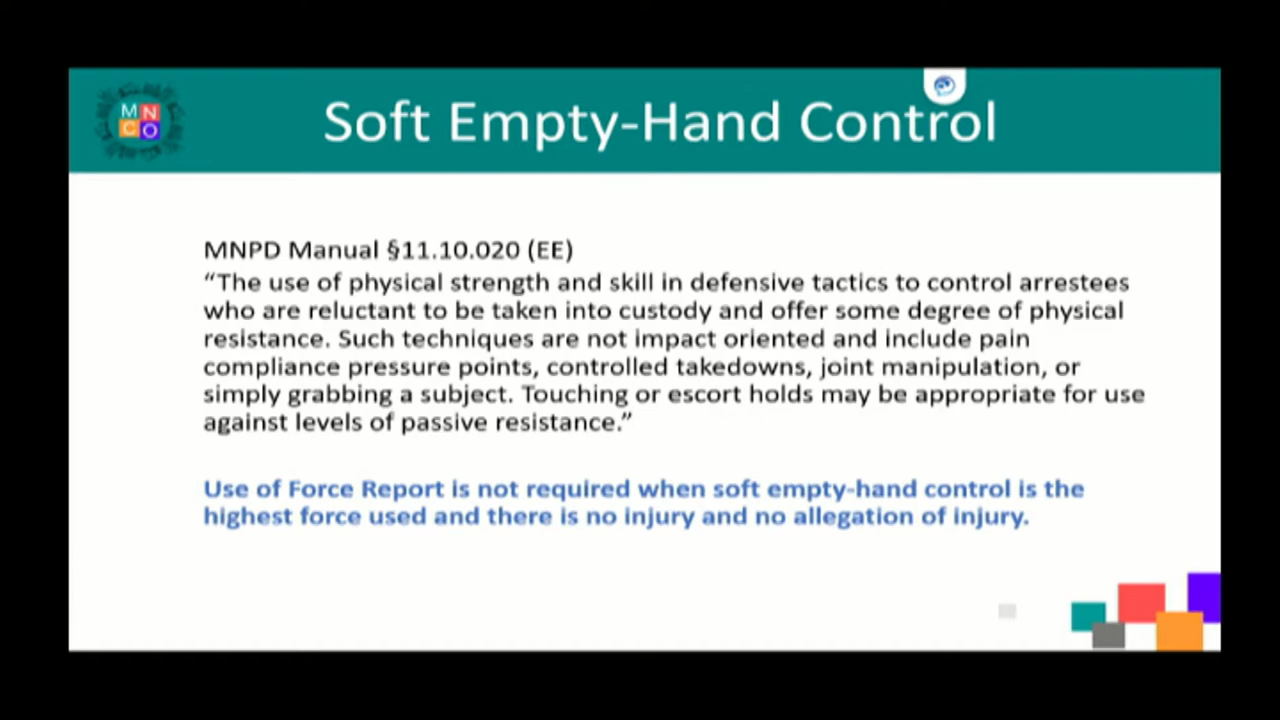 M N
C O
Soft Empty-Hand Control
MNPD Manual §11.10.020 (EE)
“The use of physical strength and skill in defensive tactics to control arrestees
who are reluctant to be taken into custody and offer some degree of physical
resistance. Such techniques are not impact oriented and include pain
compliance pressure points, controlled takedowns, joint manipulation, or
simply grabbing a subject. Touching or escort holds may be appropriate for use
against levels of passive resistance.”
Use of Force Report is not required when soft empty-hand control is the
highest force used and there is no injury and no allegation of injury.